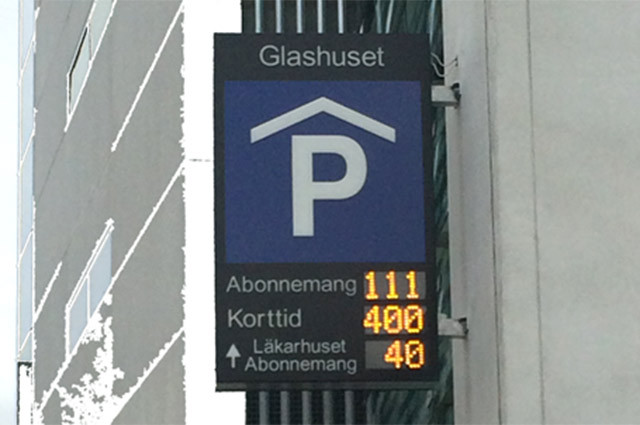 Glashuset
P
Abonnemang 111
Korttid 400
Läkarhuset
Abonnemang 40